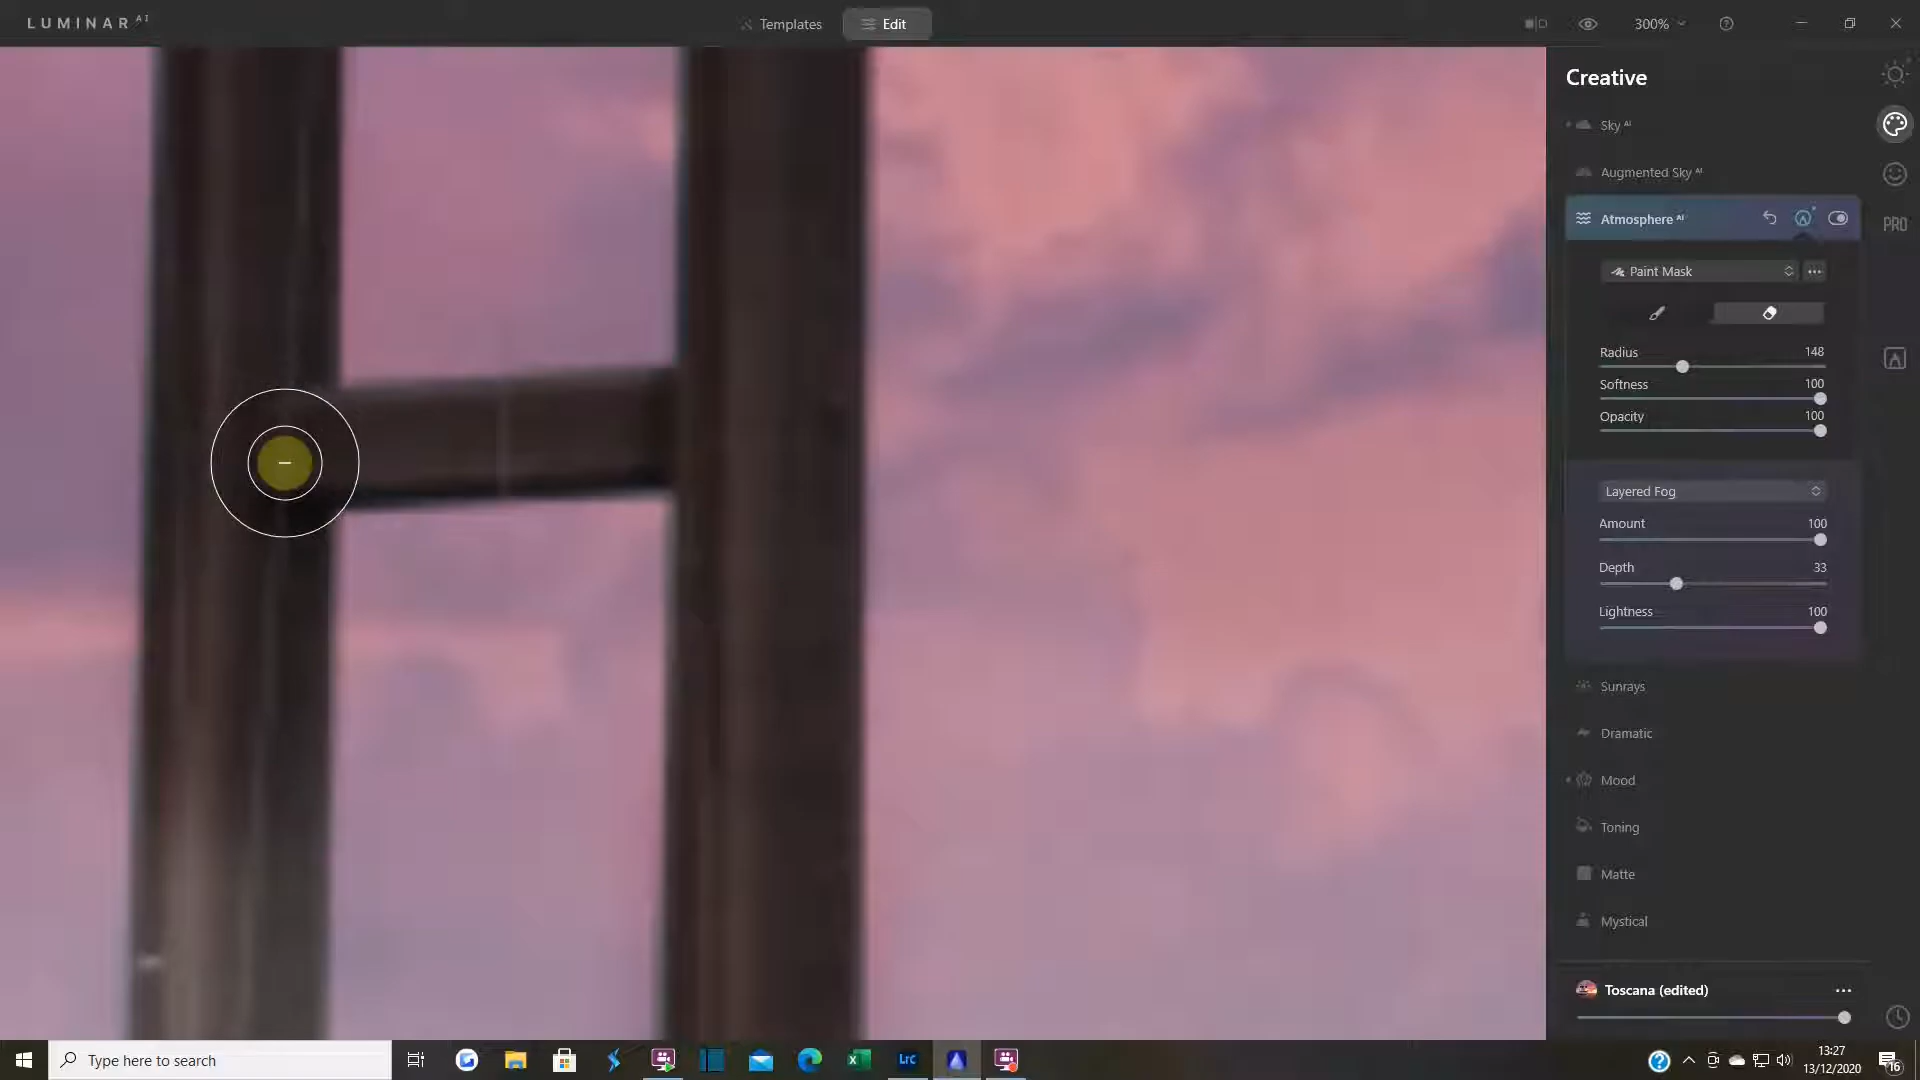 LUMINAR AI
Templates
Edit
300%
Creative
Sky AI
Augmented Sky AI
Atmosphere AI
PRO
Paint Mask
Radius 148
Softness 100
Opacity 100
Layered Fog
Amount 100
Depth 33
Lightness 100
Sunrays
Dramatic
Mood
Toning
Matte
Mystical
Toscana (edited)
Type here to search
Lrc
13:27
13/12/2020
16